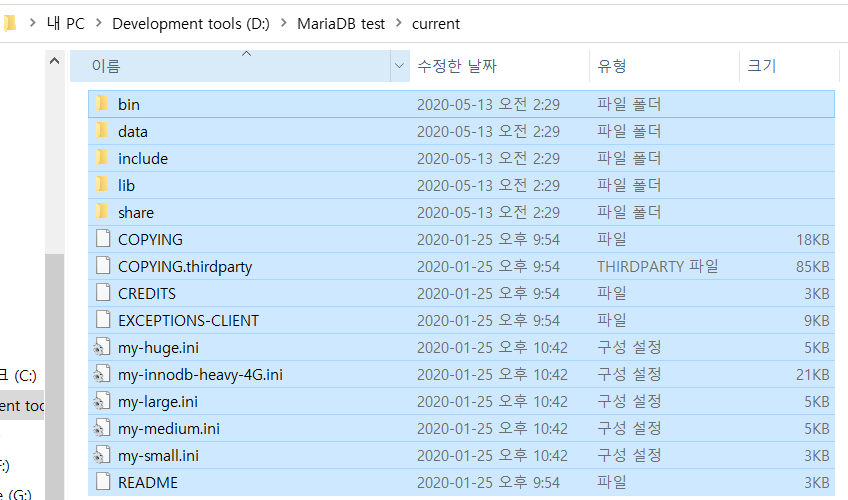 내 PC > Development tools (D:) > MariaDB test > current
이름 수정한 날짜 유형 크기
bin 2020-05-13 오전 2:29 파일 폴더
data 2020-05-13 오전 2:29 파일 폴더
include 2020-05-13 오전 2:29 파일 폴더
lib 2020-05-13 오전 2:29 파일 폴더
share 2020-05-13 오전 2:29 파일 폴더
COPYING 2020-01-25 오후 9:54 파일 18KB
COPYING.thirdparty 2020-01-25 오후 9:54 THIRDPARTY 파일 85KB
CREDITS 2020-01-25 오후 9:54 파일 3KB
EXCEPTIONS-CLIENT 2020-01-25 오후 9:54 파일 9KB
my-huge.ini 2020-01-25 오후 10:42 구성 설정 5KB
크 (C:) my-innodb-heavy-4G.ini 2020-01-25 오후 10:42 구성 설정 21KB
ent too my-large.ini 2020-01-25 오후 10:42 구성 설정 5KB
my-medium.ini 2020-01-25 오후 10:42 구성 설정 5KB
F:) my-small.ini 2020-01-25 오후 10:42 구성 설정 3KB
README 2020-01-25 오후 9:54 파일 3KB
e (G:)